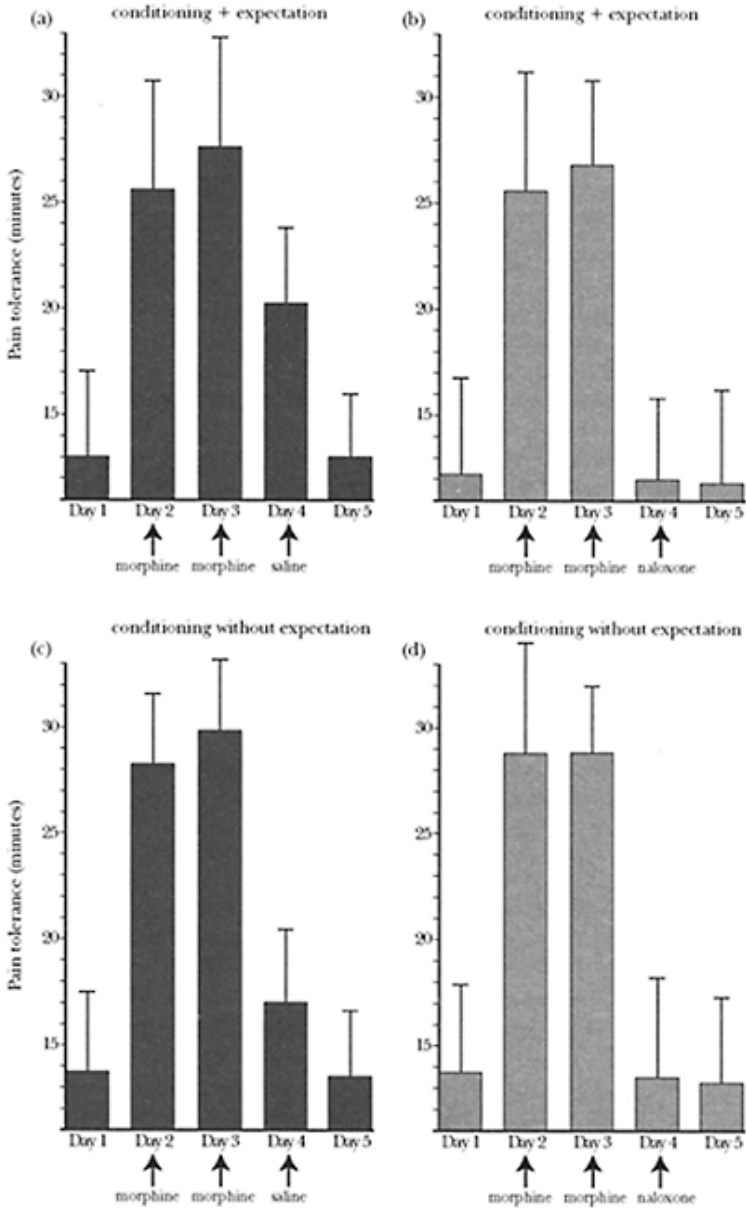 (a) conditioning + expectation
Pain tolerance (minutes)
30
25
20
15
Day 1 Day 2 Day 3 Day 4 Day 5
morphine morphine saline
(b) conditioning + expectation
30
25
20
15
Day 1 Day 2 Day 3 Day 4 Day 5
morphine morphine naloxone
(c) conditioning without expectation
Pain tolerance (minutes)
30
25
20
15
Day 1 Day 2 Day 3 Day 4 Day 5
morphine morphine saline
(d) conditioning without expectation
30
25
20
15
Day 1 Day 2 Day 3 Day 4 Day 5
morphine morphine naloxone